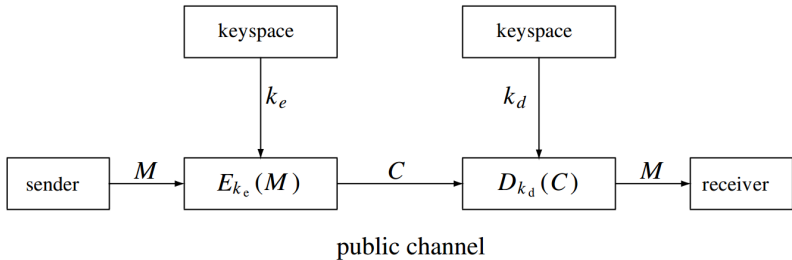 keyspace keyspace
k_e k_d
sender M E_{k_e}(M) C D_{k_d}(C) M receiver
public channel